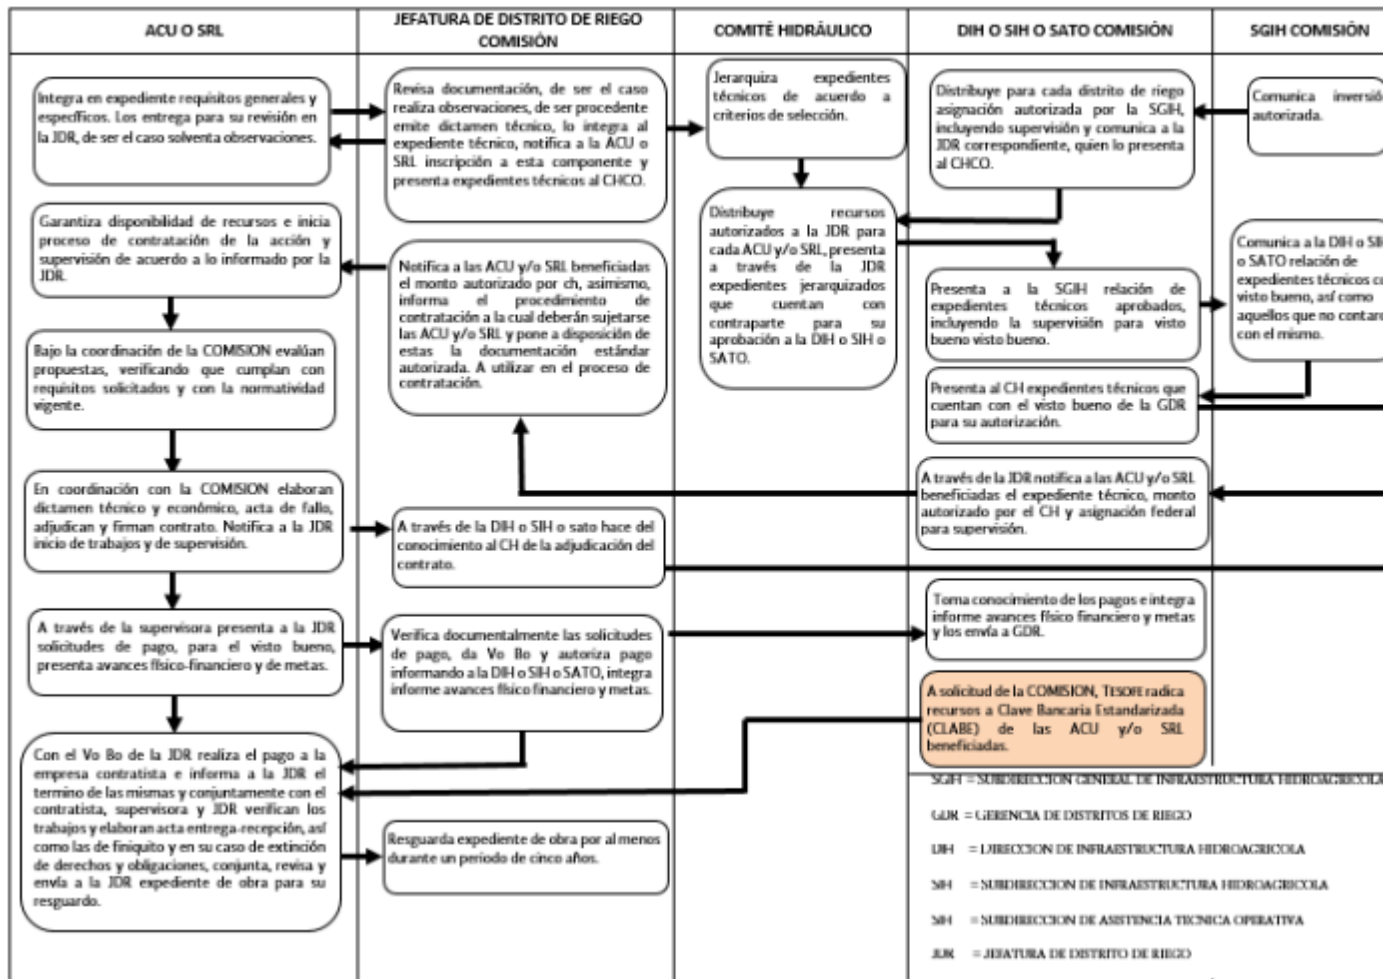 ACU O SRL
JEFATURA DE DISTRITO DE RIEGO
COMISIÓN
COMITÉ HIDRÁULICO
DIH O SIH O SATO COMISIÓN
SGIH COMISIÓN
Integra en expediente requisitos generales y
específicos. Los entrega para su revisión en
la JDR, de ser el caso solventa observaciones.
Revisa documentación, de ser el caso
realiza observaciones, de ser procedente
emite dictamen técnico, lo integra al
expediente técnico, notifica a la ACU o
SRL inscripción a esta componente y
presenta expedientes técnicos al CHCO.
Jerarquiza expedientes
técnicos de acuerdo a
criterios de selección.
Distribuye para cada distrito de riego
asignación autorizada por la SGIH,
incluyendo supervisión y comunica a la
JDR correspondiente, quien lo presenta
al CHCO.
Comunica inversió
autorizada.
Garantiza disponibilidad de recursos e inicia
proceso de contratación de la acción y
supervisión de acuerdo a lo informado por la
JDR.
Notifica a las ACU y/o SRL beneficiadas
el monto autorizado por ch, asimismo,
informa el procedimiento de
contratación a la cual deberán sujetarse
las ACU y/o SRL y pone a disposición de
estas la documentación estándar
autorizada. A utilizar en el proceso de
contratación.
Distribuye recursos
autorizados a la JDR para
cada ACU y/o SRL, presenta
a través de la JDR
expedientes jerarquizados
que cuentan con
contraparte para su
aprobación a la DIH o SIH o
SATO.
Presenta a la SGIH relación de
expedientes técnicos aprobados,
incluyendo la supervisión para visto
bueno visto bueno.
Comunica a la DIH o SIH
o SATO relación de
expedientes técnicos co
visto bueno, así como
aquellos que no contaro
con el mismo.
Bajo la coordinación de la COMISION evalúan
propuestas, verificando que cumplan con
requisitos solicitados y con la normatividad
vigente.
Presenta al CH expedientes técnicos que
cuentan con el visto bueno de la GDR
para su autorización.
En coordinación con la COMISION elaboran
dictamen técnico y económico, acta de fallo,
adjudican y firman contrato. Notifica a la JDR
inicio de trabajos y de supervisión.
A través de la DIH o SIH o sato hace del
conocimiento al CH de la adjudicación del
contrato.
A través de la JDR notifica a las ACU y/o SRL
beneficiadas el expediente técnico, monto
autorizado por el CH y asignación federal
para supervisión.
A través de la supervisora presenta a la JDR
solicitudes de pago, para el visto bueno,
presenta avances físico-financiero y de metas.
Verifica documentalmente las solicitudes
de pago, da Vo Bo y autoriza pago
informando a la DIH o SIH o SATO, integra
informe avances físico financiero y metas.
Toma conocimiento de los pagos e integra
informe avances físico financiero y metas
y los envía a GDR.
A solicitud de la COMISION, TESOFE radica
recursos a Clave Bancaria Estandarizada
(CLABE) de las ACU y/o SRL
beneficiadas.
Con el Vo Bo de la JDR realiza el pago a la
empresa contratista e informa a la JDR el
termino de las mismas y conjuntamente con el
contratista, supervisora y JDR verifican los
trabajos y elaboran acta entrega-recepción, así
como las de finiquito y en su caso de extinción
de derechos y obligaciones, conjunta, revisa y
envía a la JDR expediente de obra para su
resguardo.
Resguarda expediente de obra por al menos
durante un periodo de cinco años.
SGIH = SUBDIRECCION GENERAL DE INFRAESTRUCTURA HIDROAGRICOLA
GDR = GERENCIA DE DISTRITOS DE RIEGO
DIH = DIRECCION DE INFRAESTRUCTURA HIDROAGRICOLA
SIH = SUBDIRECCION DE INFRAESTRUCTURA HIDROAGRICOLA
SIH = SUBDIRECCION DE ASISTENCIA TECNICA OPERATIVA
JDR = JEFATURA DE DISTRITO DE RIEGO